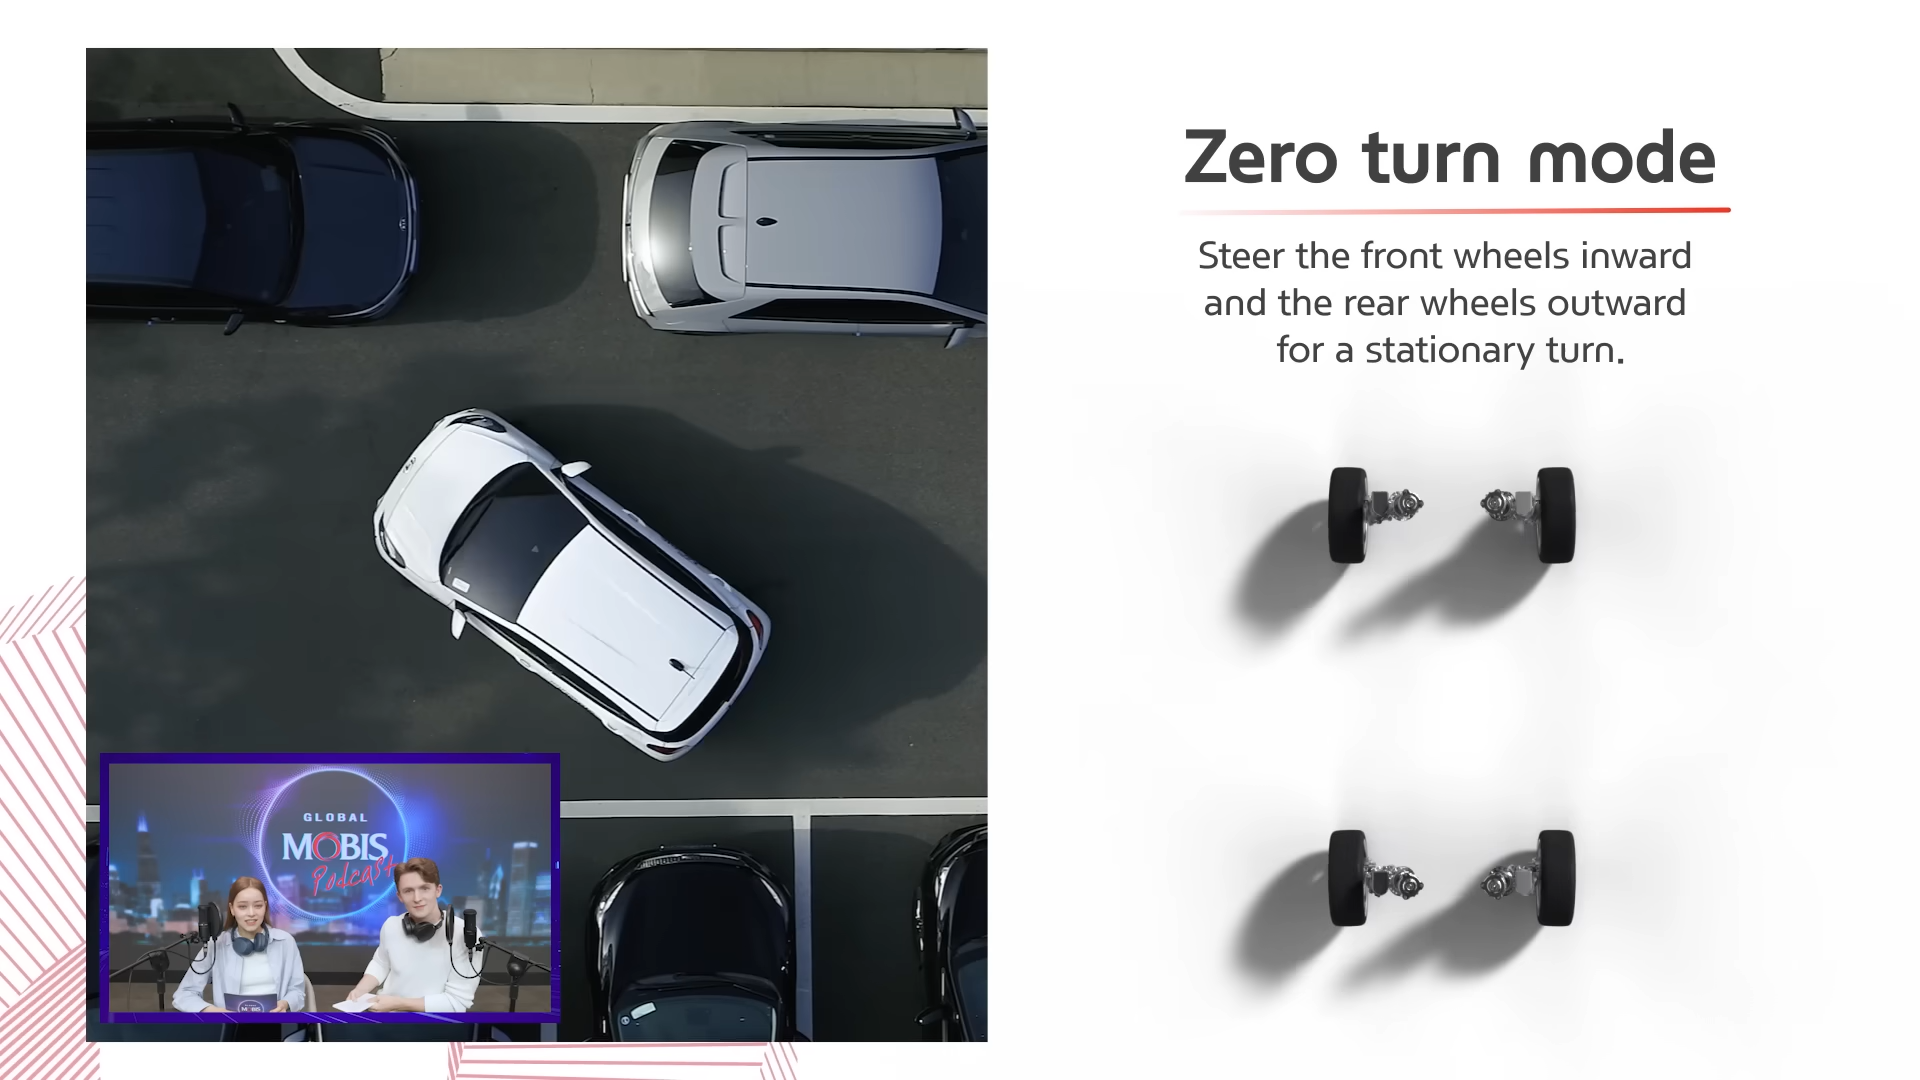 Zero turn mode
Steer the front wheels inward
and the rear wheels outward
for a stationary turn.
GLOBAL
MOBIS
Podcast
MOBIS